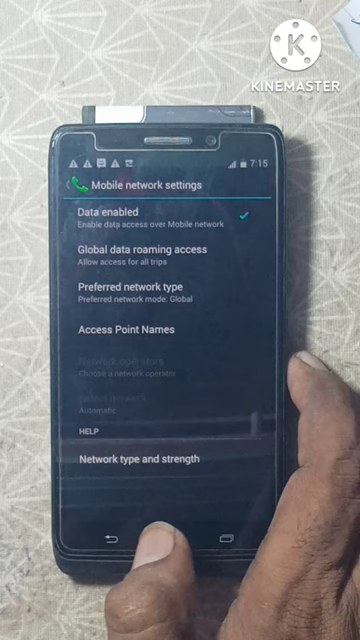 K
KINEMASTER
7:15
Mobile network settings
Data enabled
Enable data access over Mobile network
Global data roaming access
Allow access for all trips
Preferred network type
Preferred network mode: Global
Access Point Names
Network operators
Choose a network operator
Automatic
HELP
Network type and strength